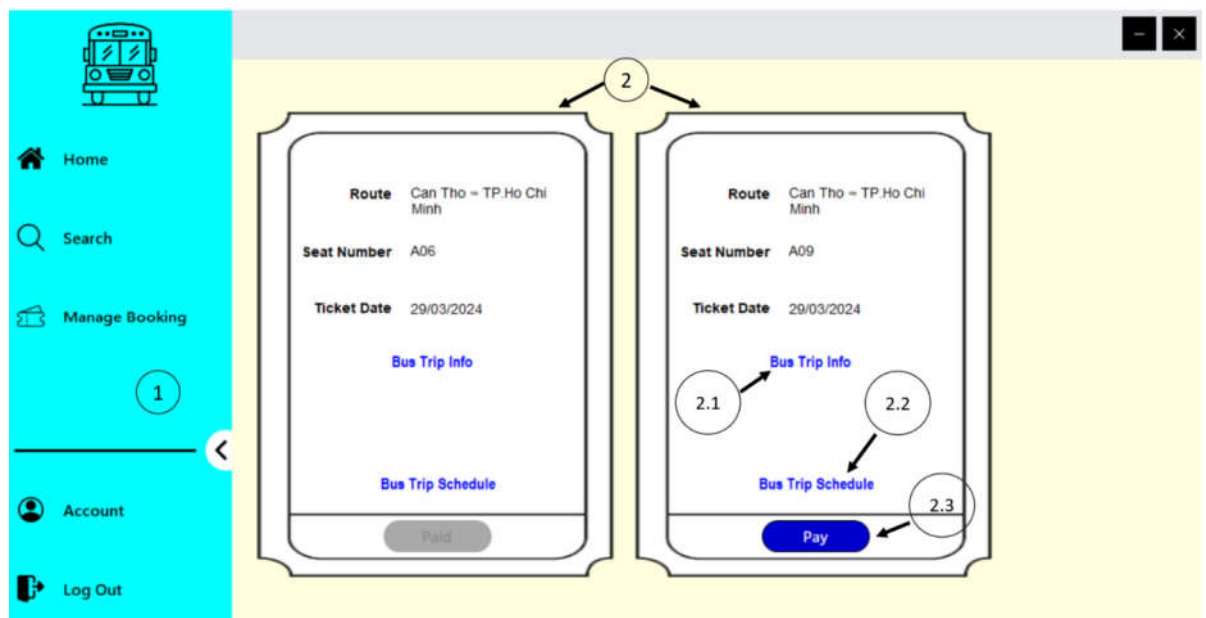 Home
Search
Manage Booking
1
Account
Log Out
2
Route Can Tho - TP.Ho Chi
Minh
Seat Number A06
Ticket Date 29/03/2024
Bus Trip Info
Bus Trip Schedule
Paid
Route Can Tho - TP.Ho Chi
Minh
Seat Number A09
Ticket Date 29/03/2024
Bus Trip Info
2.1
2.2
Bus Trip Schedule
2.3
Pay